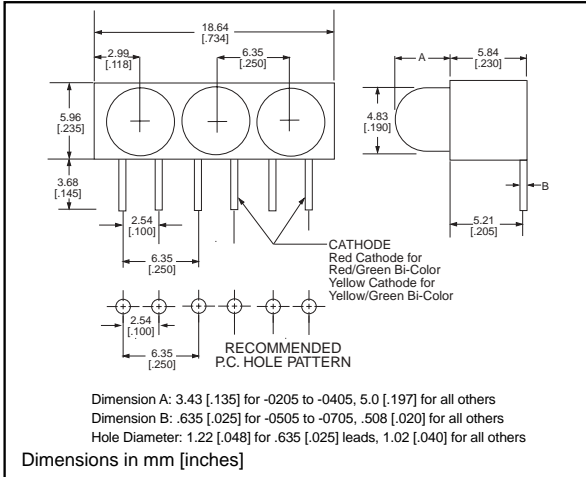 18.64
[.734]
2.99
[.118]
6.35
[.250]
A
5.84
[.230]
5.96
[.235]
4.83
[.190]
3.68
[.145]
B
2.54
[.100]
5.21
[.205]
6.35
[.250]
CATHODE
Red Cathode for
Red/Green Bi-Color
Yellow Cathode for
Yellow/Green Bi-Color
2.54
[.100]
6.35
[.250]
RECOMMENDED
P.C. HOLE PATTERN
Dimension A: 3.43 [.135] for -0205 to -0405, 5.0 [.197] for all others
Dimension B: .635 [.025] for -0505 to -0705, .508 [.020] for all others
Hole Diameter: 1.22 [.048] for .635 [.025] leads, 1.02 [.040] for all others
Dimensions in mm [inches]